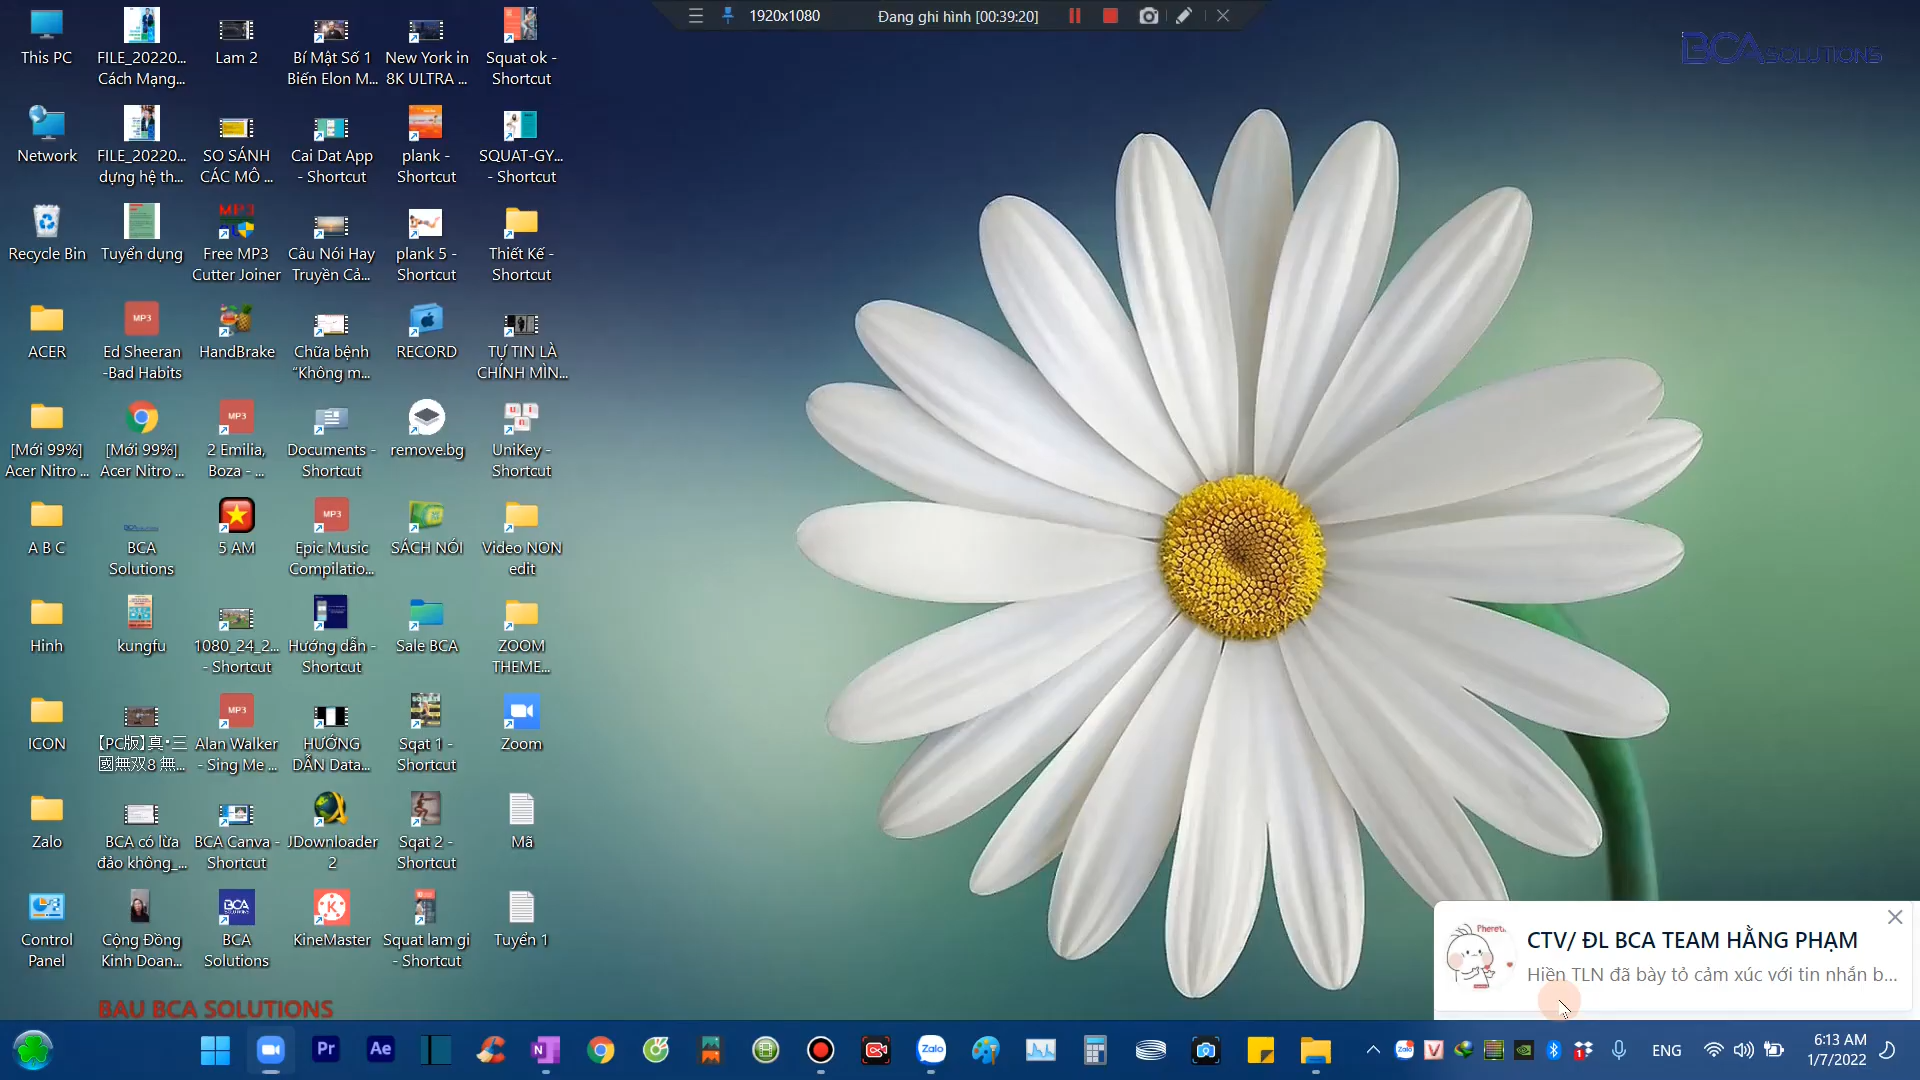 1920x1080
Đang ghi hình [00:39:20]
BCA SOLUTIONS
This PC
FILE_20220...
Cách Mạng...
Lam 2
Bí Mật Số 1
Biến Elon M...
New York in
8K ULTRA ...
Squat ok -
Shortcut
Network
FILE_20220...
dựng hệ th...
SO SÁNH
CÁC MÔ ...
Cai Dat App
- Shortcut
plank -
Shortcut
SQUAT-GY...
- Shortcut
Recycle Bin
Tuyển dụng
Free MP3
Cutter Joiner
Câu Nói Hay
Truyền Cả...
plank 5 -
Shortcut
Thiết Kế -
Shortcut
ACER
MP3
Ed Sheeran
-Bad Habits
HandBrake
Chữa bệnh
“Không m...
RECORD
TỰ TIN LÀ
CHÍNH MÌN...
[Mới 99%]
Acer Nitro ...
[Mới 99%]
Acer Nitro ...
MP3
2 Emilia,
Boza - ...
Documents -
Shortcut
remove.bg
UniKey -
Shortcut
A B C
BCA
Solutions
5 AM
MP3
Epic Music
Compilatio...
SÁCH NÓI
Video NON
edit
Hinh
kungfu
1080_24_2...
- Shortcut
Hướng dẫn -
Shortcut
Sale BCA
ZOOM
THEME...
ICON
【PC版】真・三
國無双8 無...
MP3
Alan Walker
- Sing Me ...
HƯỚNG
DẪN Data...
Sqat 1 -
Shortcut
Zoom
Zalo
BCA có lừa
đảo không_...
BCA Canva -
Shortcut
JDownloader
2
Sqat 2 -
Shortcut
Mã
Control
Panel
Cộng Đồng
Kinh Doan...
BCA
BCA
Solutions
KineMaster
Squat lam gi
- Shortcut
Tuyển 1
CTV/ ĐL BCA TEAM HẰNG PHẠM
Hiền TLN đã bày tỏ cảm xúc với tin nhắn b...
BAU BCA SOLUTIONS
Pr
Ae
N
Zalo
ENG
6:13 AM
1/7/2022